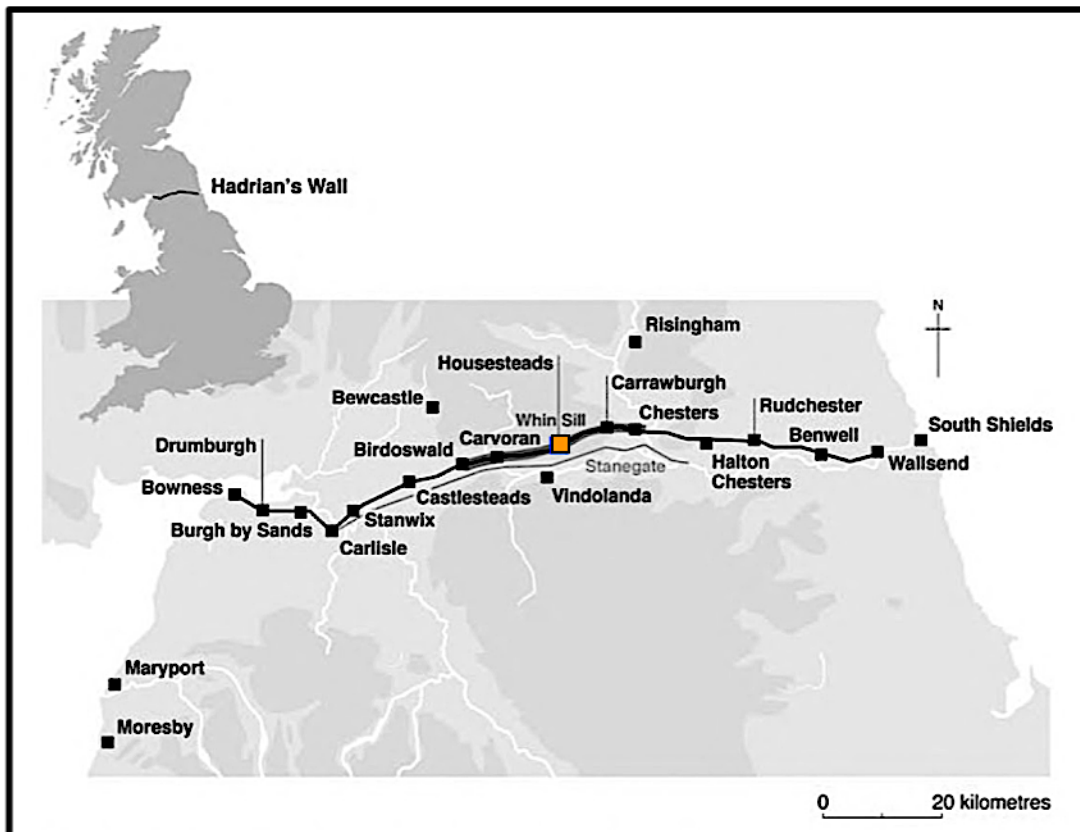 Hadrian's Wall
N
Risingham
Housesteads
Carrawburgh
Bewcastle
Whin Sill
Chesters
Rudchester
Drumburgh
Birdoswald
Carvoran
Benwell
South Shields
Bowness
Stanegate
Halton
Chesters
Wallsend
Castlesteads
Vindolanda
Burgh by Sands
Stanwix
Carlisle
Maryport
Moresby
0
20 kilometres